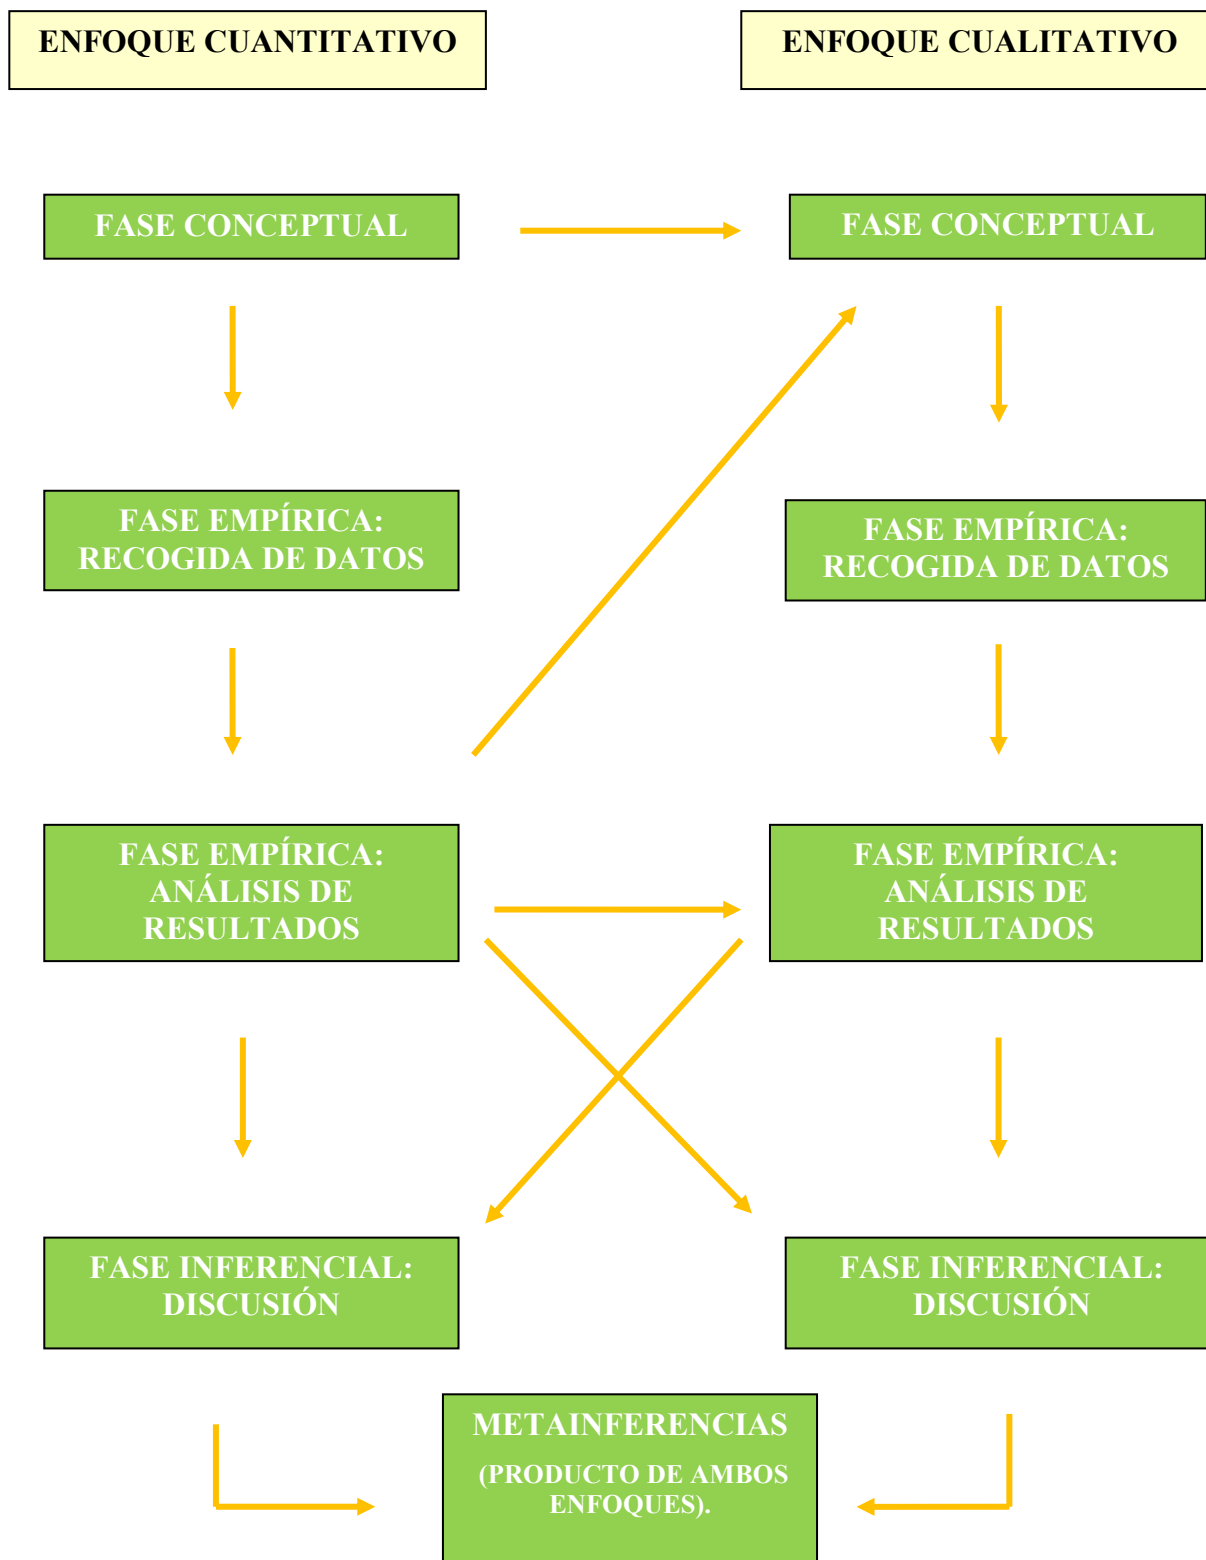 ENFOQUE CUANTITATIVO
ENFOQUE CUALITATIVO
FASE CONCEPTUAL
FASE CONCEPTUAL
FASE EMPÍRICA:
RECOGIDA DE DATOS
FASE EMPÍRICA:
RECOGIDA DE DATOS
FASE EMPÍRICA:
ANÁLISIS DE
RESULTADOS
FASE EMPÍRICA:
ANÁLISIS DE
RESULTADOS
FASE INFERENCIAL:
DISCUSIÓN
FASE INFERENCIAL:
DISCUSIÓN
METAINFERENCIAS
(PRODUCTO DE AMBOS
ENFOQUES).